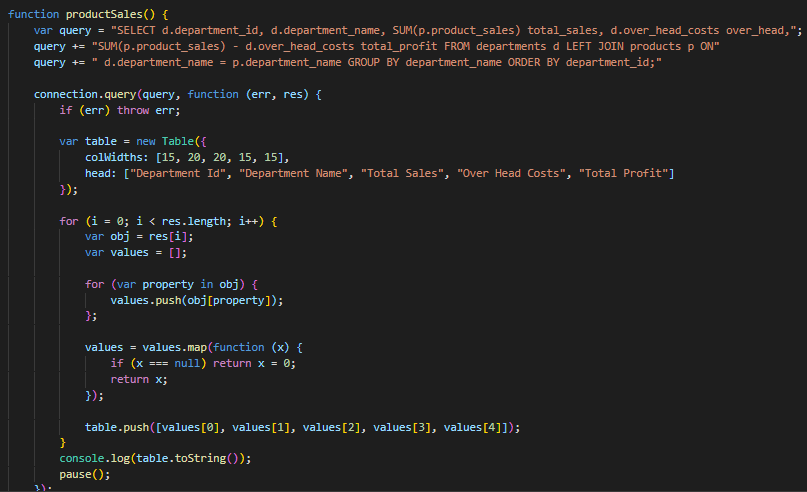 function productSales() {
    var query = "SELECT d.department_id, d.department_name, SUM(p.product_sales) total_sales, d.over_head_costs over_head,";
    query += "SUM(p.product_sales) - d.over_head_costs total_profit FROM departments d LEFT JOIN products p ON"
    query += " d.department_name = p.department_name GROUP BY department_name ORDER BY department_id;"
    connection.query(query, function (err, res) {
        if (err) throw err;
        var table = new Table({
            colWidths: [15, 20, 20, 15, 15],
            head: ["Department Id", "Department Name", "Total Sales", "Over Head Costs", "Total Profit"]
        });
        for (i = 0; i < res.length; i++) {
            var obj = res[i];
            var values = [];
            for (var property in obj) {
                values.push(obj[property]);
            };
            values = values.map(function (x) {
                if (x === null) return x = 0;
                return x;
            });
            table.push([values[0], values[1], values[2], values[3], values[4]]);
        }
        console.log(table.toString());
        pause();
    });